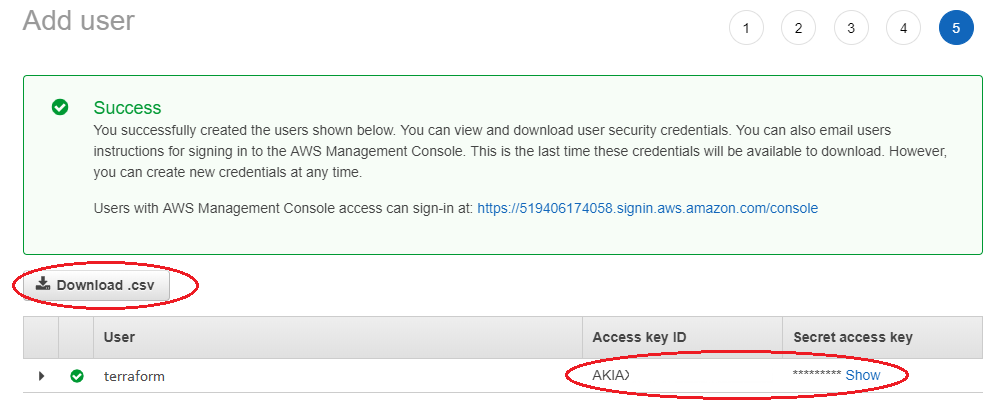 Add user
1 2 3 4 5
Success
You successfully created the users shown below. You can view and download user security credentials. You can also email users
instructions for signing in to the AWS Management Console. This is the last time these credentials will be available to download. However,
you can create new credentials at any time.
Users with AWS Management Console access can sign-in at: https://519406174058.signin.aws.amazon.com/console
Download .csv
User Access key ID Secret access key
terraform AKIAX ********* Show